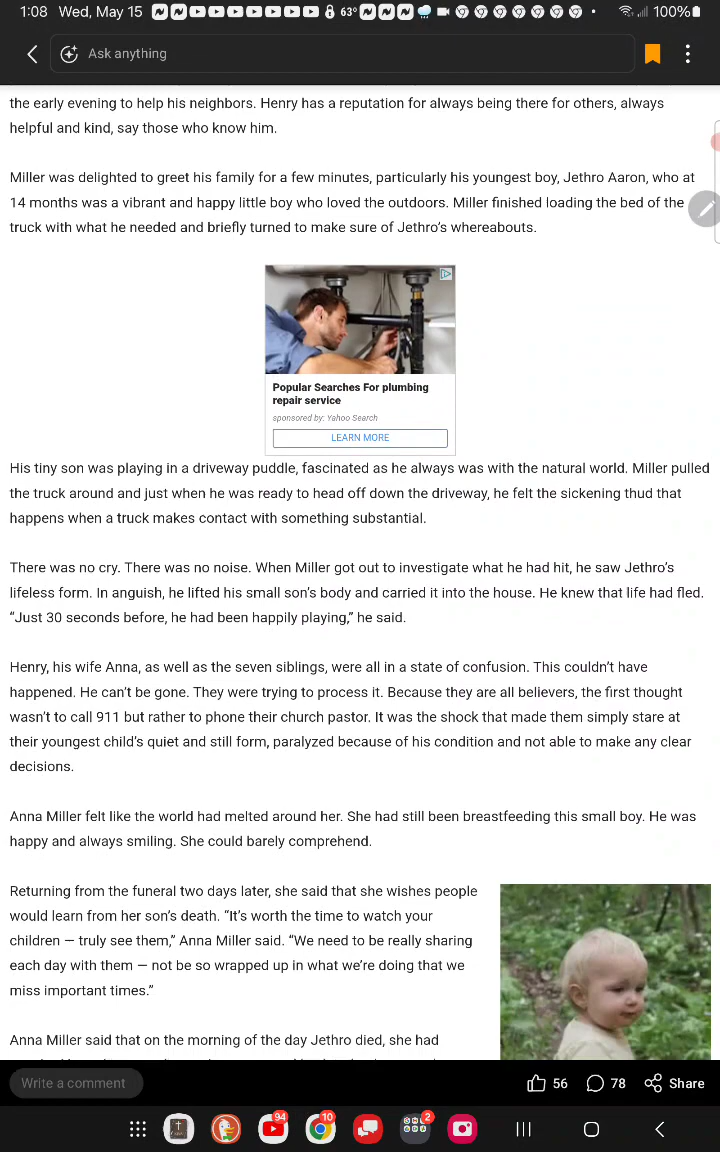 1:08 Wed, May 15
63°
100%
Ask anything
the early evening to help his neighbors. Henry has a reputation for always being there for others, always
helpful and kind, say those who know him.
Miller was delighted to greet his family for a few minutes, particularly his youngest boy, Jethro Aaron, who at
14 months was a vibrant and happy little boy who loved the outdoors. Miller finished loading the bed of the
truck with what he needed and briefly turned to make sure of Jethro’s whereabouts.
Popular Searches For plumbing
repair service
sponsored by: Yahoo Search
LEARN MORE
His tiny son was playing in a driveway puddle, fascinated as he always was with the natural world. Miller pulled
the truck around and just when he was ready to head off down the driveway, he felt the sickening thud that
happens when a truck makes contact with something substantial.
There was no cry. There was no noise. When Miller got out to investigate what he had hit, he saw Jethro’s
lifeless form. In anguish, he lifted his small son’s body and carried it into the house. He knew that life had fled.
“Just 30 seconds before, he had been happily playing,” he said.
Henry, his wife Anna, as well as the seven siblings, were all in a state of confusion. This couldn’t have
happened. He can’t be gone. They were trying to process it. Because they are all believers, the first thought
wasn’t to call 911 but rather to phone their church pastor. It was the shock that made them simply stare at
their youngest child’s quiet and still form, paralyzed because of his condition and not able to make any clear
decisions.
Anna Miller felt like the world had melted around her. She had still been breastfeeding this small boy. He was
happy and always smiling. She could barely comprehend.
Returning from the funeral two days later, she said that she wishes people
would learn from her son’s death. “It’s worth the time to watch your
children — truly see them,” Anna Miller said. “We need to be really sharing
each day with them — not be so wrapped up in what we’re doing that we
miss important times.”
Anna Miller said that on the morning of the day Jethro died, she had
Write a comment
56
78
Share
94
10
2